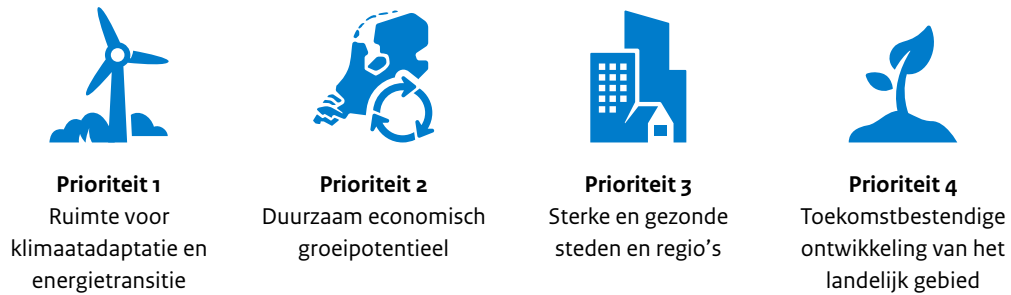 Prioriteit 1
Ruimte voor
klimaatadaptatie en
energietransitie
Prioriteit 2
Duurzaam economisch
groeipotentieel
Prioriteit 3
Sterke en gezonde
steden en regio's
Prioriteit 4
Toekomstbestendige
ontwikkeling van het
landelijk gebied